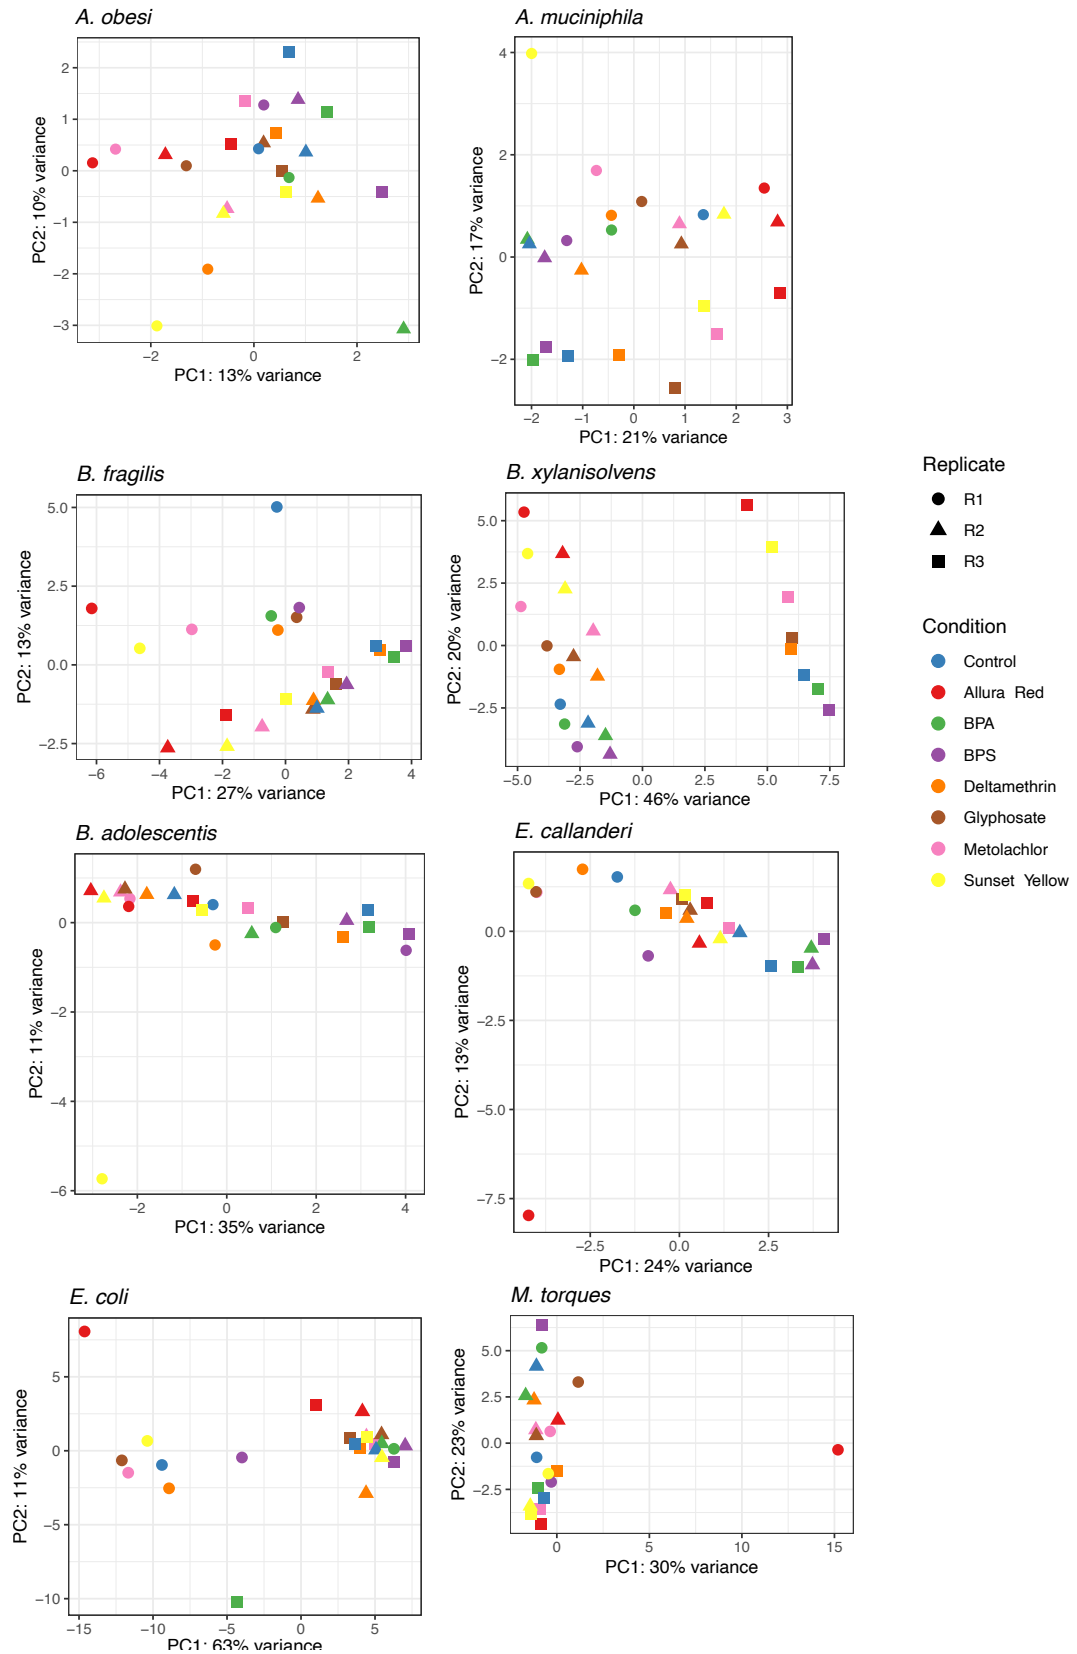 A. obesi
2
1
0
−1
−2
−3
PC2: 10% variance
−2 0 2
PC1: 13% variance
A. muciniphila
4
2
0
−2
PC2: 17% variance
−2 −1 0 1 2 3
PC1: 21% variance
B. fragilis
5.0
2.5
0.0
−2.5
PC2: 13% variance
−6 −4 −2 0 2 4
PC1: 27% variance
B. xylanisolvens
5.0
2.5
0.0
−2.5
PC2: 20% variance
−5.0 −2.5 0.0 2.5 5.0 7.5
PC1: 46% variance
Replicate
R1
R2
R3
Condition
Control
Allura Red
BPA
BPS
Deltamethrin
Glyphosate
Metolachlor
Sunset Yellow
B. adolescentis
0
−2
−4
−6
PC2: 11% variance
−2 0 2 4
PC1: 35% variance
E. callanderi
0.0
−2.5
−5.0
−7.5
PC2: 13% variance
−2.5 0.0 2.5
PC1: 24% variance
E. coli
5
0
−5
−10
PC2: 11% variance
−15 −10 −5 0 5
PC1: 63% variance
M. torques
5.0
2.5
0.0
−2.5
PC2: 23% variance
0 5 10 15
PC1: 30% variance